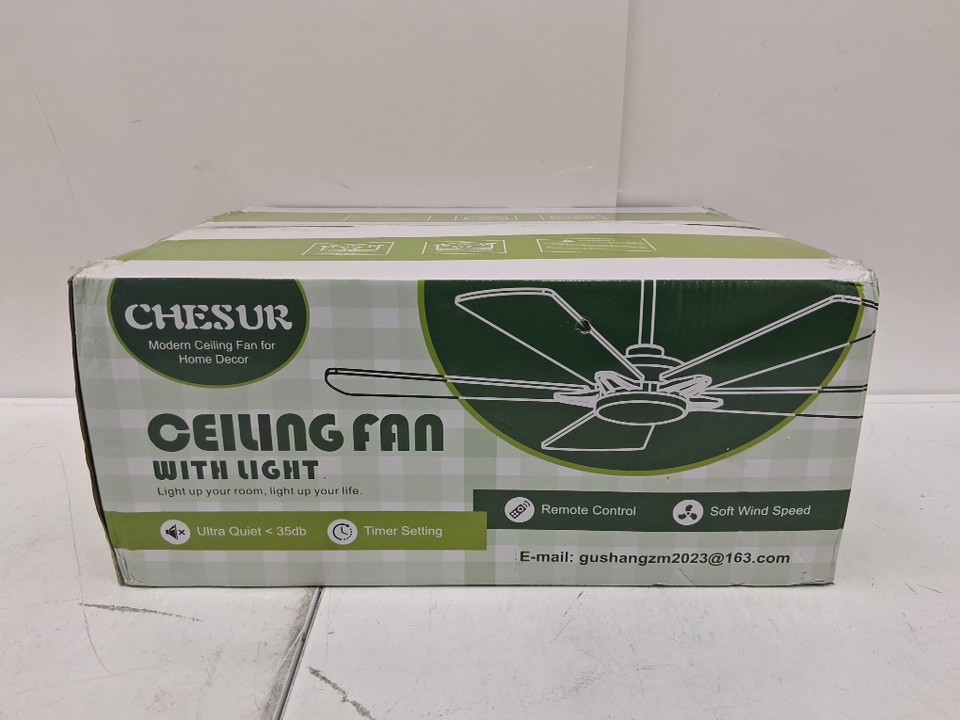 CHESUR
Modern Ceiling Fan for
Home Decor
CEILING FAN
WITH LIGHT
Light up your room, light up your life.
Ultra Quiet < 35db
Timer Setting
Remote Control
Soft Wind Speed
E-mail: gushangzm2023@163.com